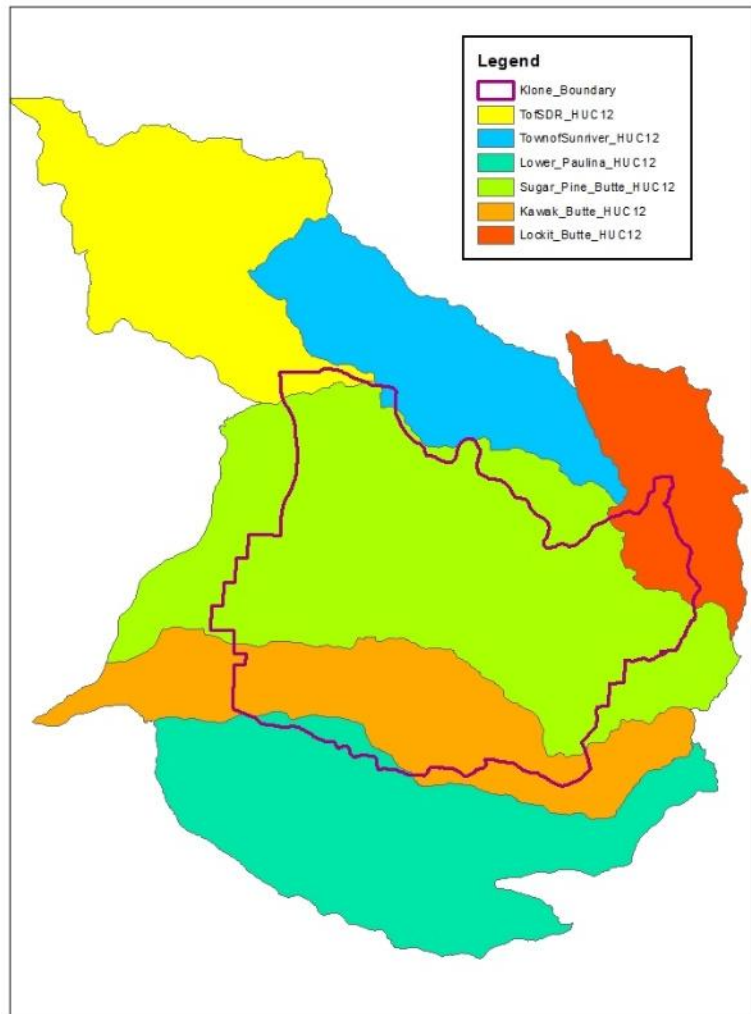 Legend
Klone_Boundary
TofSDR_HUC12
TownofSunriver_HUC12
Lower_Paulina_HUC12
Sugar_Pine_Butte_HUC12
Kawak_Butte_HUC12
Lockit_Butte_HUC12